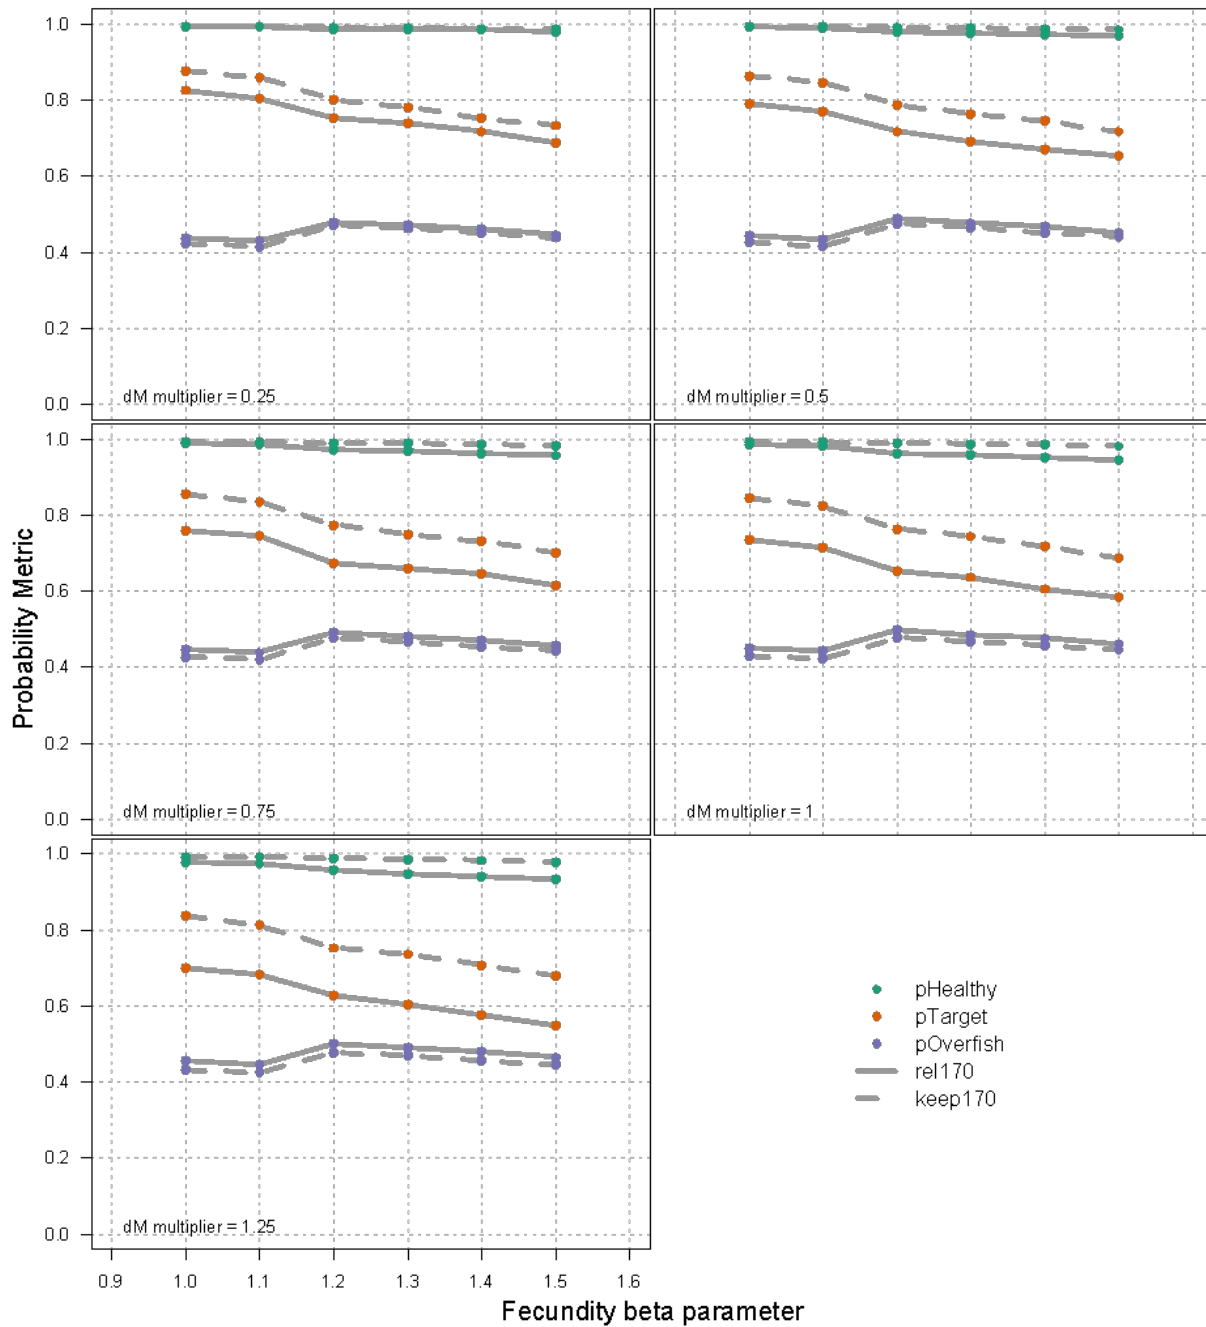 1.0
0.8
0.6
0.4
0.2
0.0
dM multiplier = 0.25
dM multiplier = 0.5
1.0
0.8
0.6
0.4
0.2
0.0
dM multiplier = 0.75
dM multiplier = 1
Probability Metric
1.0
0.8
0.6
0.4
0.2
0.0
dM multiplier = 1.25
pHealthy
pTarget
pOverfish
rel170
keep170
0.9 1.0 1.1 1.2 1.3 1.4 1.5 1.6
Fecundity beta parameter